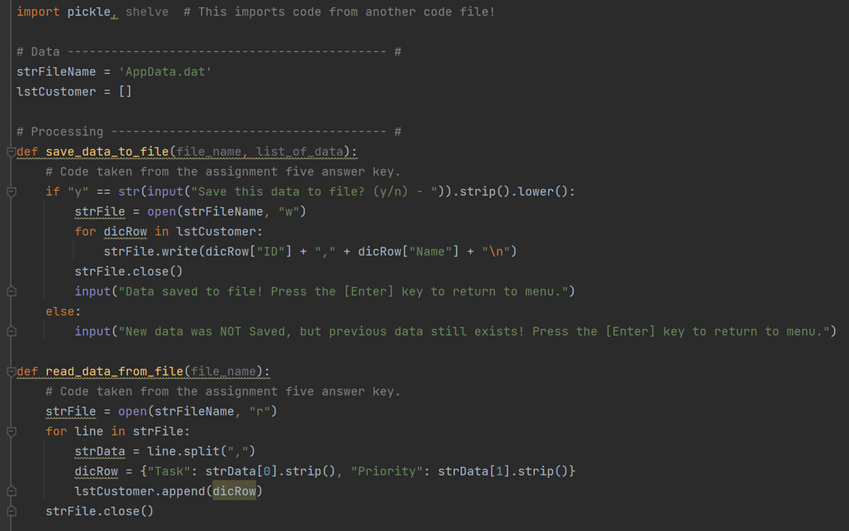 import pickle, shelve  # This imports code from another code file!
# Data -------------------------------------------- #
strFileName = 'AppData.dat'
lstCustomer = []
# Processing -------------------------------------- #
def save_data_to_file(file_name, list_of_data):
    # Code taken from the assignment five answer key.
    if "y" == str(input("Save this data to file? (y/n) - ")).strip().lower():
        strFile = open(strFileName, "w")
        for dicRow in lstCustomer:
            strFile.write(dicRow["ID"] + "," + dicRow["Name"] + "\n")
        strFile.close()
        input("Data saved to file! Press the [Enter] key to return to menu.")
    else:
        input("New data was NOT Saved, but previous data still exists! Press the [Enter] key to return to menu.")
def read_data_from_file(file_name):
    # Code taken from the assignment five answer key.
    strFile = open(strFileName, "r")
    for line in strFile:
        strData = line.split(",")
        dicRow = {"Task": strData[0].strip(), "Priority": strData[1].strip()}
        lstCustomer.append(dicRow)
    strFile.close()